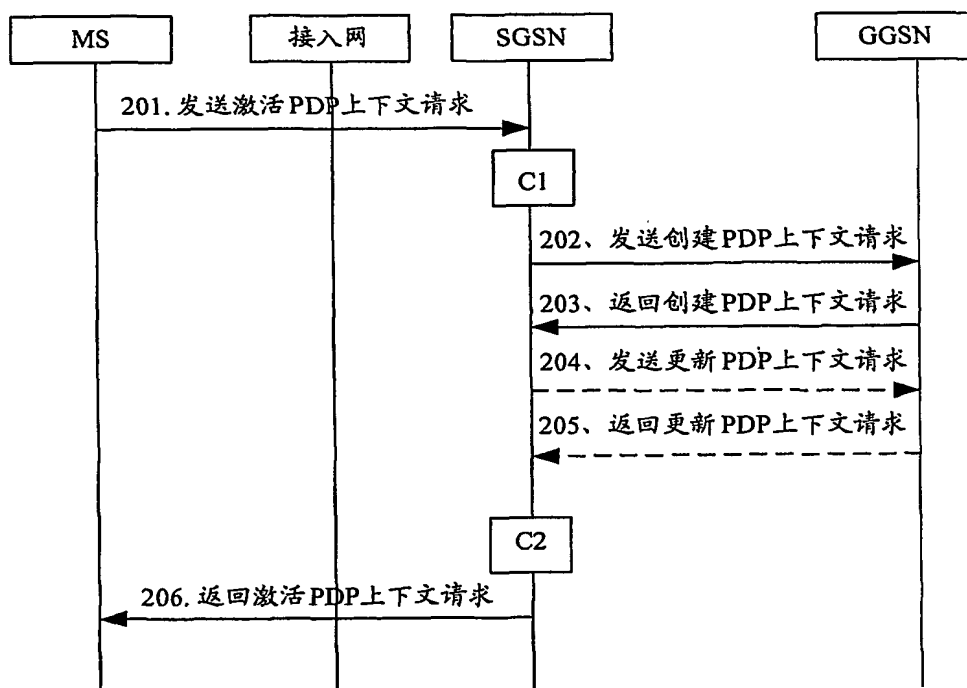 MS
接入网
SGSN
GGSN
201.发送激活PDP上下文请求
C1
202、发送创建PDP上下文请求
203、返回创建PDP上下文请求
204、发送更新PDP上下文请求
205、返回更新PDP上下文请求
C2
206.返回激活PDP上下文请求